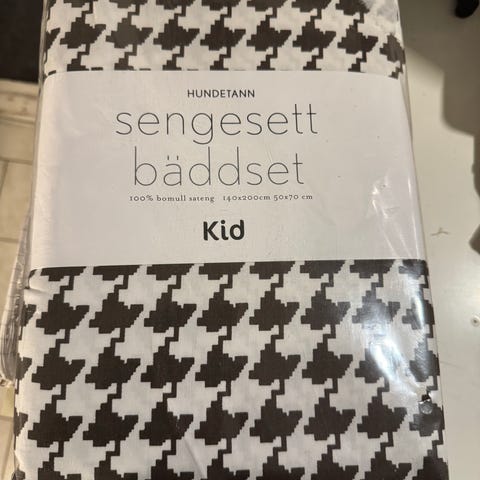 HUNDETANN
sengesett
bäddset
100% bomull sateng 140x200cm 50x70 cm
Kid